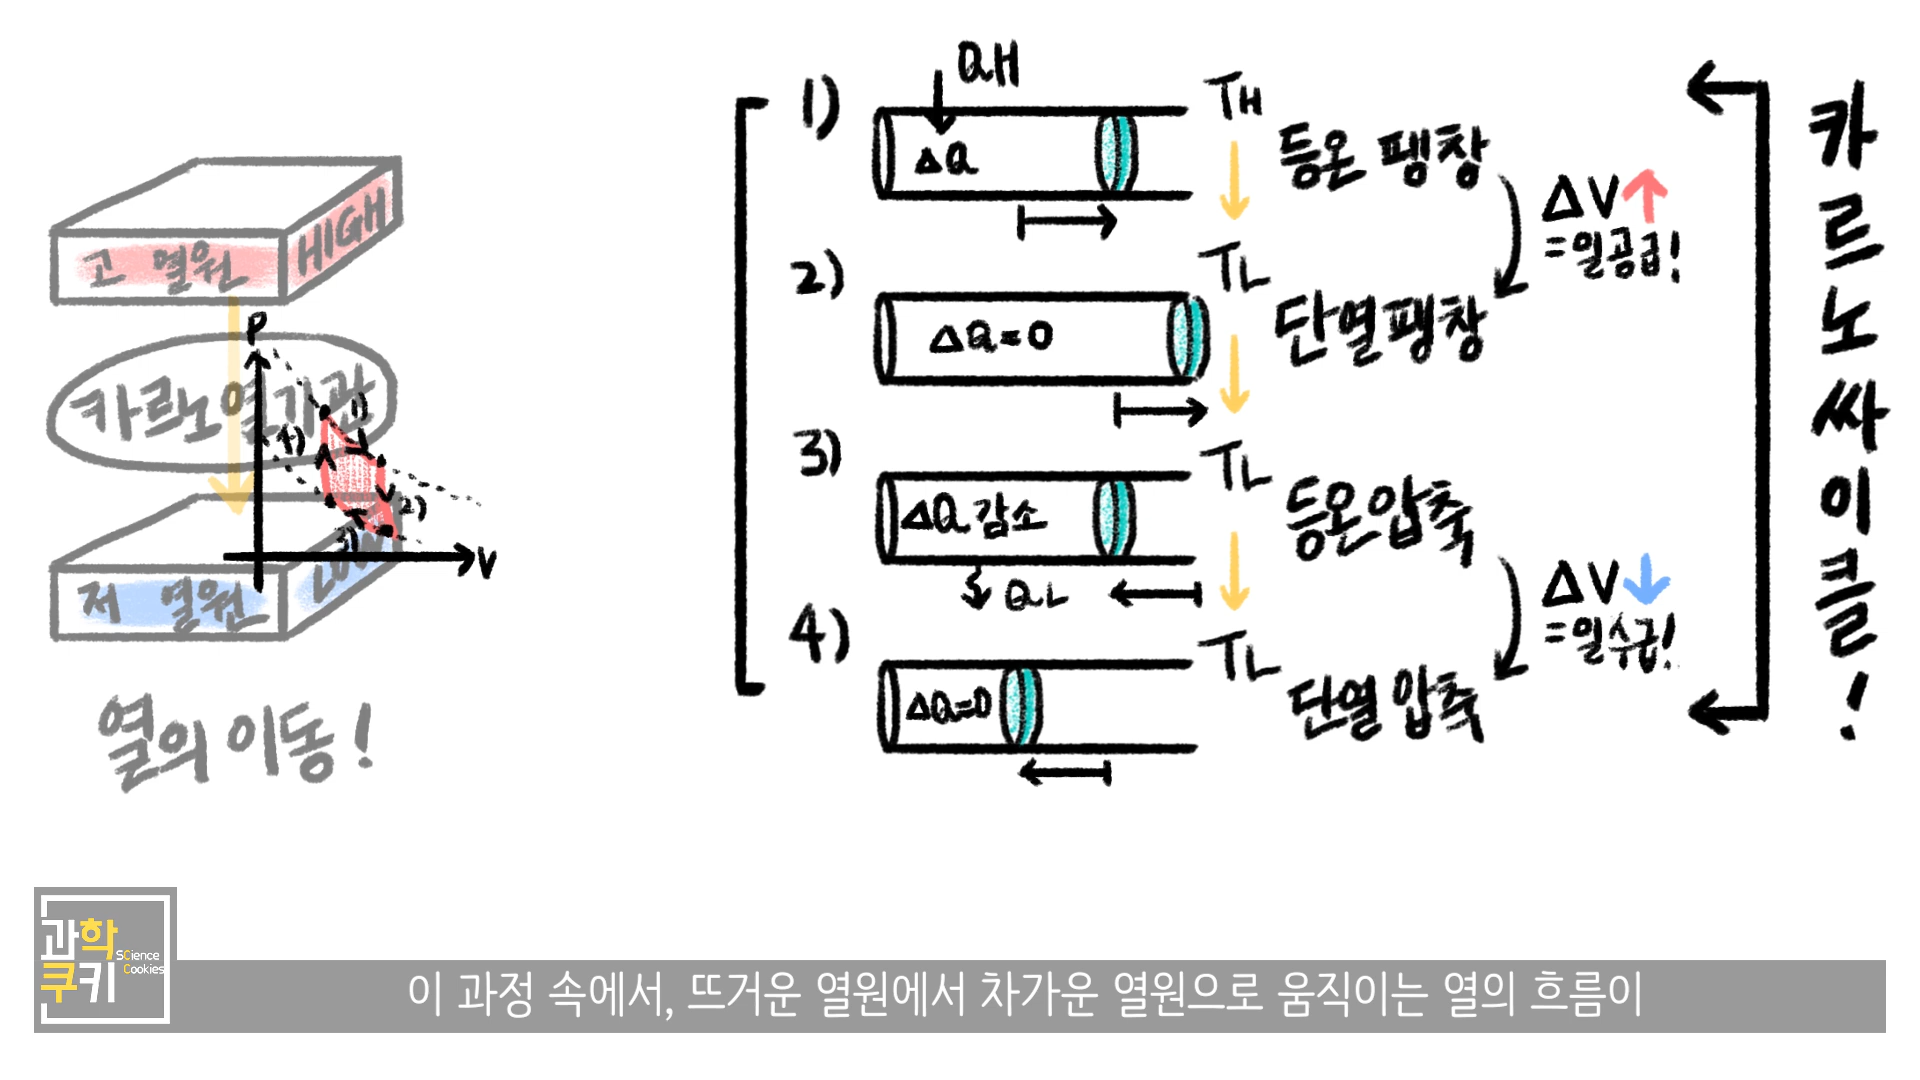 고 열원
HIGH
카르노 열기관
P
1)
4)
2)
3)
V
저 열원
LOW
열의 이동!
1)
QH
ΔQ
TH
등온 팽창
ΔV↑
=일공급!
2)
ΔQ=0
TL
단열팽창
3)
ΔQ 감소
QL
TL
등온압축
ΔV↓
=일수급!
4)
ΔQ=0
TL
단열 압축
카르노싸이클!
과학
쿠키
Science
Cookies
이 과정 속에서, 뜨거운 열원에서 차가운 열원으로 움직이는 열의 흐름이